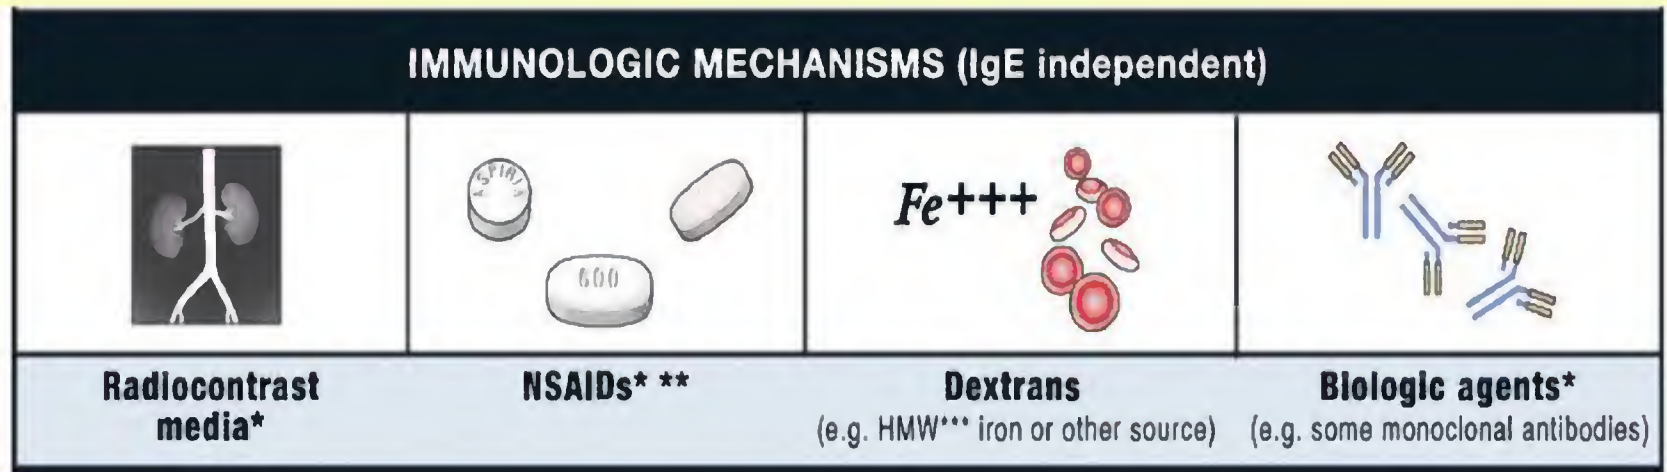 IMMUNOLOGIC MECHANISMS (IgE independent)
ASPIRIN
600
Fe+++
Radiocontrast
media*
NSAIDs* **
Dextrans
(e.g. HMW*** iron or other source)
Biologic agents*
(e.g. some monoclonal antibodies)